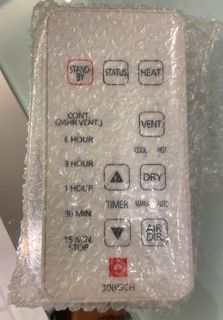 STAND-
BY
STATUS
HEAT
CONT.
(24HR VENT.)
VENT
6 HOUR
COOL HOT
3 HOUR
DRY
1 HOUR
TIMER
MANUAL AUTO
30 MIN.
AIR
DIR.
15 MIN.
STOP
30BGCH